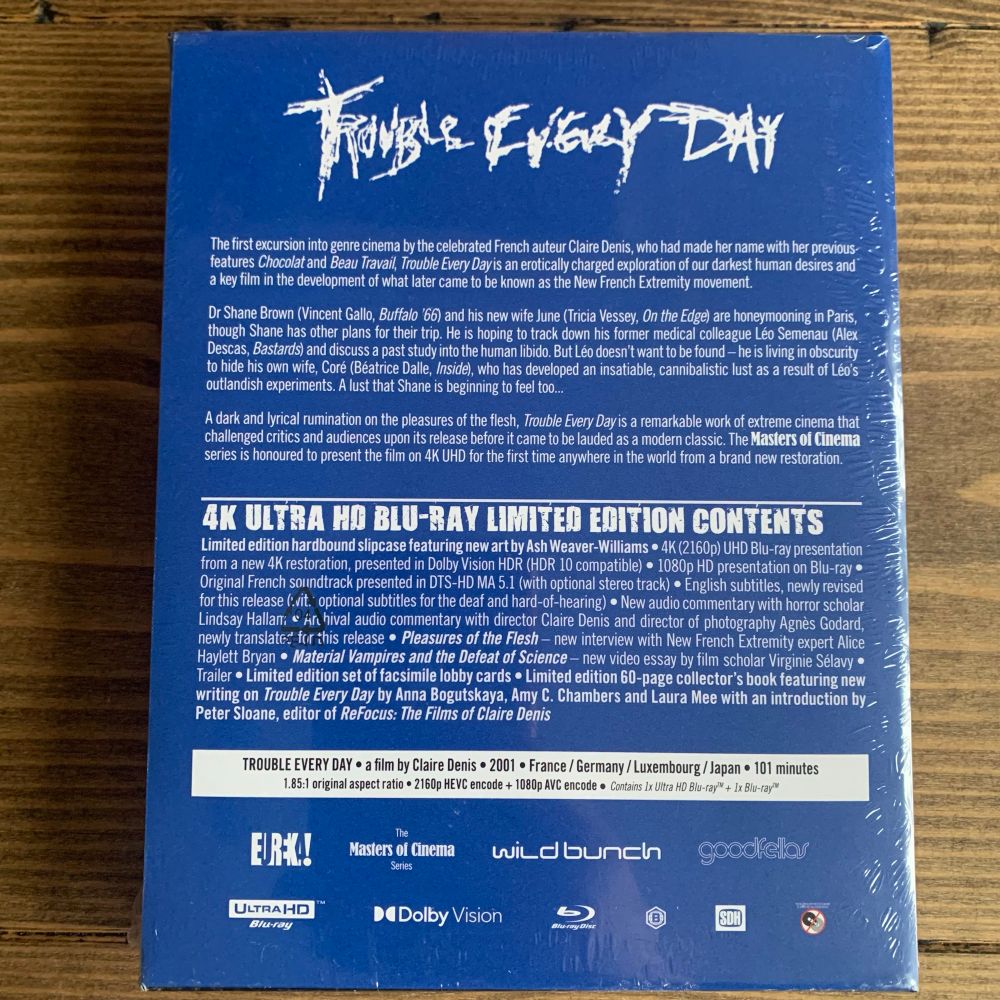 TROUBLE EVERY DAY
The first excursion into genre cinema by the celebrated French auteur Claire Denis, who had made her name with her previous
features Chocolat and Beau Travail, Trouble Every Day is an erotically charged exploration of our darkest human desires and
a key film in the development of what later came to be known as the New French Extremity movement.
Dr Shane Brown (Vincent Gallo, Buffalo '66) and his new wife June (Tricia Vessey, On the Edge) are honeymooning in Paris,
though Shane has other plans for their trip. He is hoping to track down his former medical colleague Léo Semenau (Alex
Descas, Bastards) and discuss a past study into the human libido. But Léo doesn't want to be found – he is living in obscurity
to hide his own wife, Coré (Béatrice Dalle, Inside), who has developed an insatiable, cannibalistic lust as a result of Léo's
outlandish experiments. A lust that Shane is beginning to feel too...
A dark and lyrical rumination on the pleasures of the flesh, Trouble Every Day is a remarkable work of extreme cinema that
challenged critics and audiences upon its release before it came to be lauded as a modern classic. The Masters of Cinema
series is honoured to present the film on 4K UHD for the first time anywhere in the world from a brand new restoration.
4K ULTRA HD BLU-RAY LIMITED EDITION CONTENTS
Limited edition hardbound slipcase featuring new art by Ash Weaver-Williams • 4K (2160p) UHD Blu-ray presentation
from a new 4K restoration, presented in Dolby Vision HDR (HDR 10 compatible) • 1080p HD presentation on Blu-ray •
Original French soundtrack presented in DTS-HD MA 5.1 (with optional stereo track) • English subtitles, newly revised
for this release (with optional subtitles for the deaf and hard-of-hearing) • New audio commentary with horror scholar
Lindsay Hallam • Archival audio commentary with director Claire Denis and director of photography Agnès Godard,
newly translated for this release • Pleasures of the Flesh – new interview with New French Extremity expert Alice
Haylett Bryan • Material Vampires and the Defeat of Science – new video essay by film scholar Virginie Sélavy •
Trailer • Limited edition set of facsimile lobby cards • Limited edition 60-page collector's book featuring new
writing on Trouble Every Day by Anna Bogutskaya, Amy C. Chambers and Laura Mee with an introduction by
Peter Sloane, editor of ReFocus: The Films of Claire Denis
TROUBLE EVERY DAY • a film by Claire Denis • 2001 • France / Germany / Luxembourg / Japan • 101 minutes
1.85:1 original aspect ratio • 2160p HEVC encode + 1080p AVC encode • Contains 1x Ultra HD Blu-ray™ + 1x Blu-ray™
EUREKA!
The
Masters of Cinema
Series
wild bunch
goodfellas
ULTRA HD™
Blu-ray
Dolby Vision
Blu-ray Disc
B
SDH